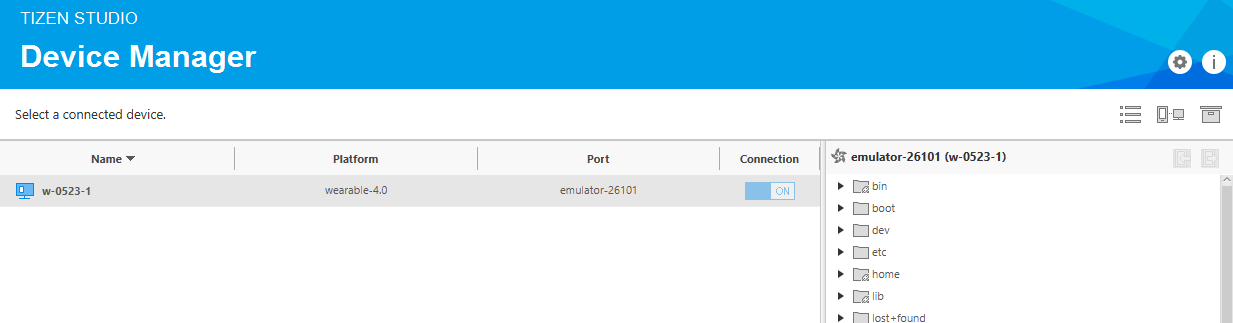 TIZEN STUDIO
Device Manager
Select a connected device.
Name Platform Port Connection
w-0523-1 wearable-4.0 emulator-26101 ON
emulator-26101 (w-0523-1)
bin
boot
dev
etc
home
lib
lost+found